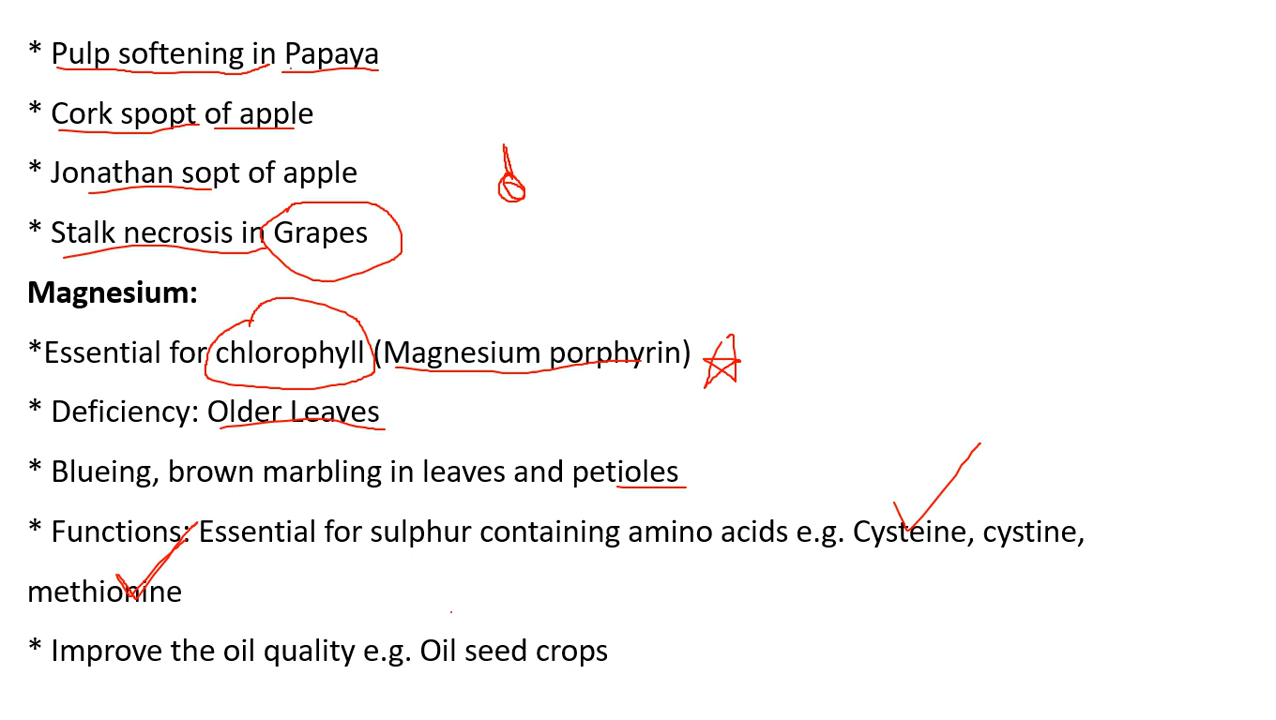 * Pulp softening in Papaya
* Cork spopt of apple
* Jonathan sopt of apple
* Stalk necrosis in Grapes
Magnesium:
*Essential for chlorophyll (Magnesium porphyrin)
* Deficiency: Older Leaves
* Blueing, brown marbling in leaves and petioles
* Functions: Essential for sulphur containing amino acids e.g. Cysteine, cystine,
methionine
* Improve the oil quality e.g. Oil seed crops